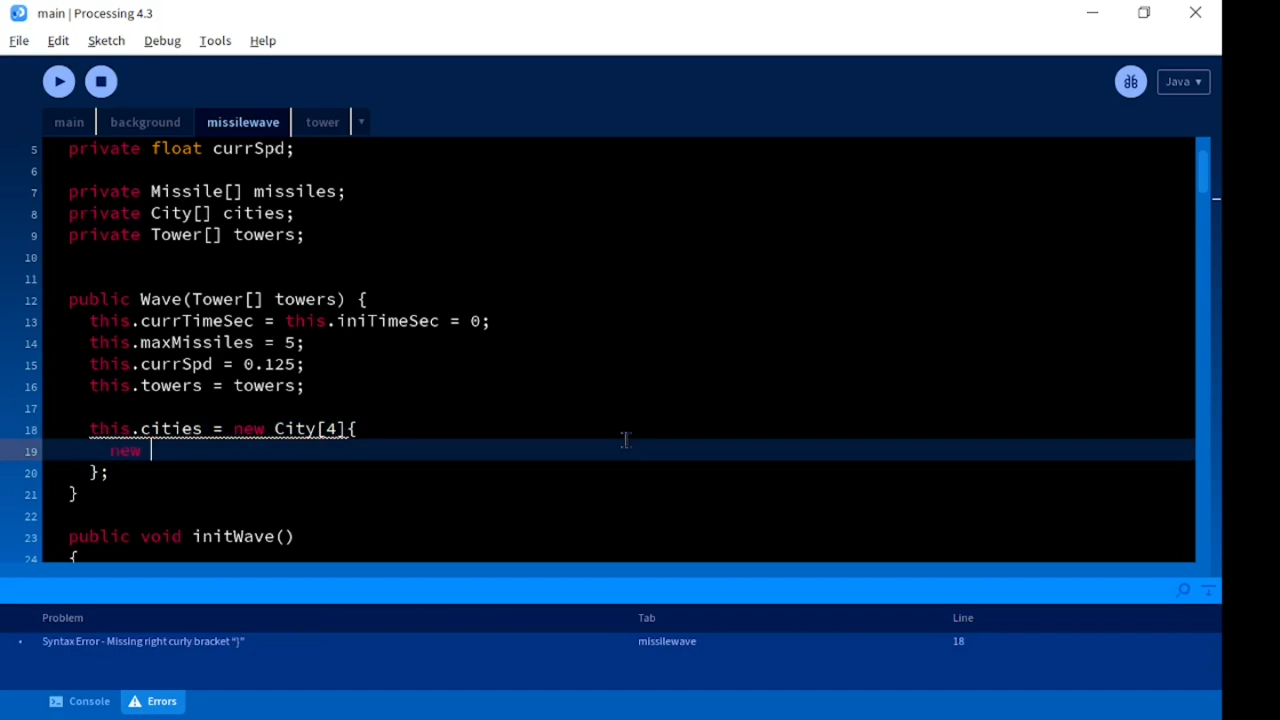 main | Processing 4.3
File Edit Sketch Debug Tools Help
Java ▾
main background missilewave tower ▾
5 private float currSpd;
6
7 private Missile[] missiles;
8 private City[] cities;
9 private Tower[] towers;
10
11
12 public Wave(Tower[] towers) {
13 this.currTimeSec = this.iniTimeSec = 0;
14 this.maxMissiles = 5;
15 this.currSpd = 0.125;
16 this.towers = towers;
17
18 this.cities = new City[4]{
19 new
20 };
21 }
22
23 public void initWave()
24 {
Problem Tab Line
• Syntax Error - Missing right curly bracket "}" missilewave 18
Console Errors